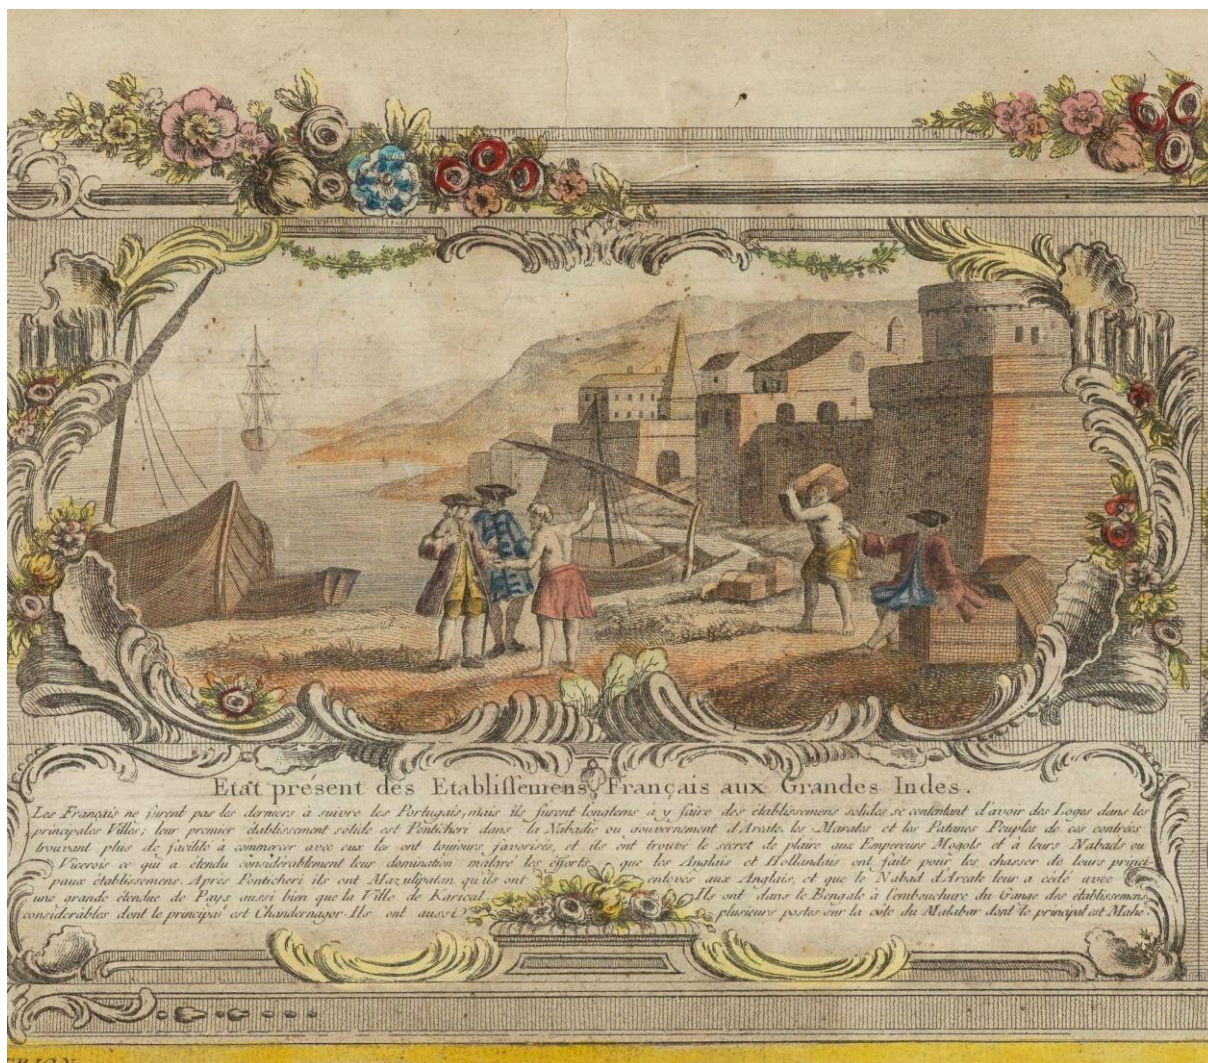 Etat présent des Etablissemens Français aux Grandes Indes.
Les Français ne furent pas les derniers à suivre les Portugais, mais ils furent longtems à y faire des établissemens solides se contentant d'avoir des Loges dans les
principales Villes; leur premier établissement solide est Pontichéri dans la Nabadie ou gouvernement d'Arcate. les Marates et les Patanes Peuples de ces contrées
trouvant plus de facilité à commercer avec eux les ont toujours favorisés, et ils ont trouvé le secret de plaire aux Empereurs Mogols et à leurs Nababs ou
Vicerois ce qui a étendu considérablement leur domination malgré les éfforts que les Anglais et Hollandais ont faits pour les chasser de leurs princi-
paux établissemens. Apres Pontichéri ils ont Mazulipatan qu'ils ont enlevés aux Anglais, et que le Nabad d'Arcate leur a cédé avec
une grande étendue de Pays aussi bien que la Ville de Karical Ils ont dans le Bengale à l'embouchure du Gange des établissemens
considérables dont le principal est Chandernagor. Ils ont aussi plusieurs postes sur la côte du Malabar dont le principal est Mahé.